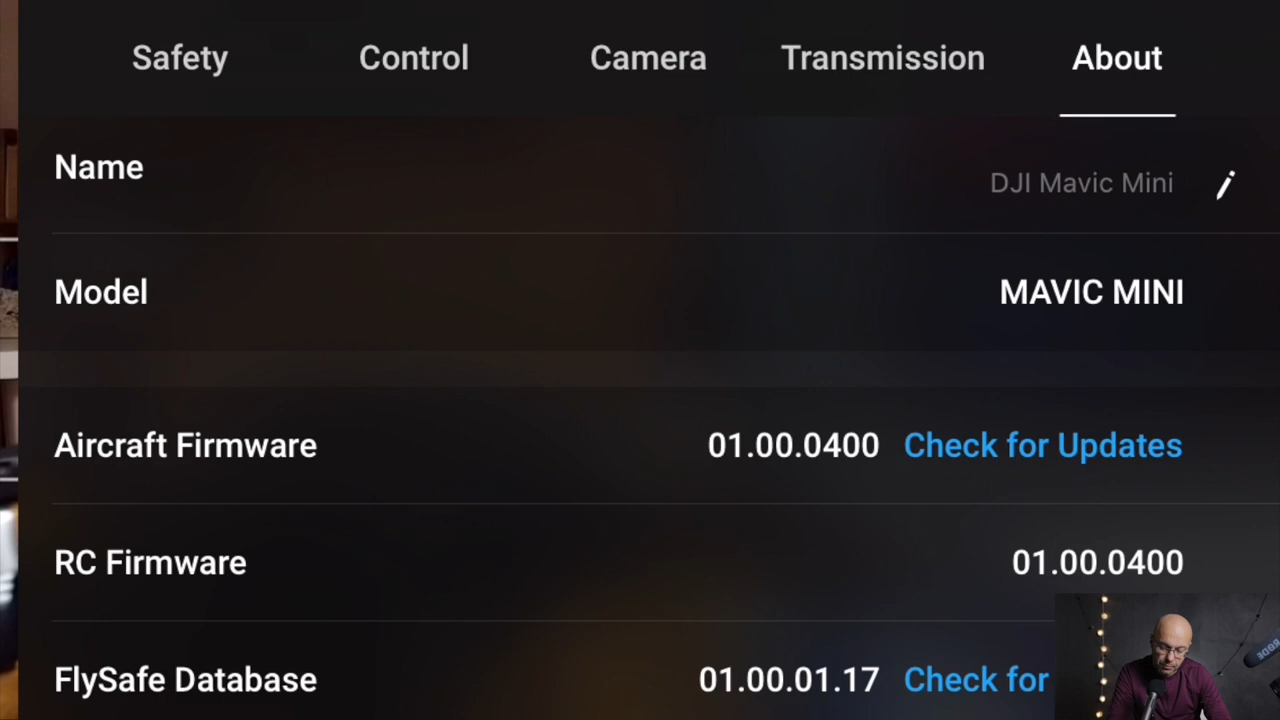 Safety Control Camera Transmission About
Name DJI Mavic Mini
Model MAVIC MINI
Aircraft Firmware 01.00.0400 Check for Updates
RC Firmware 01.00.0400
FlySafe Database 01.00.01.17 Check for
RODE